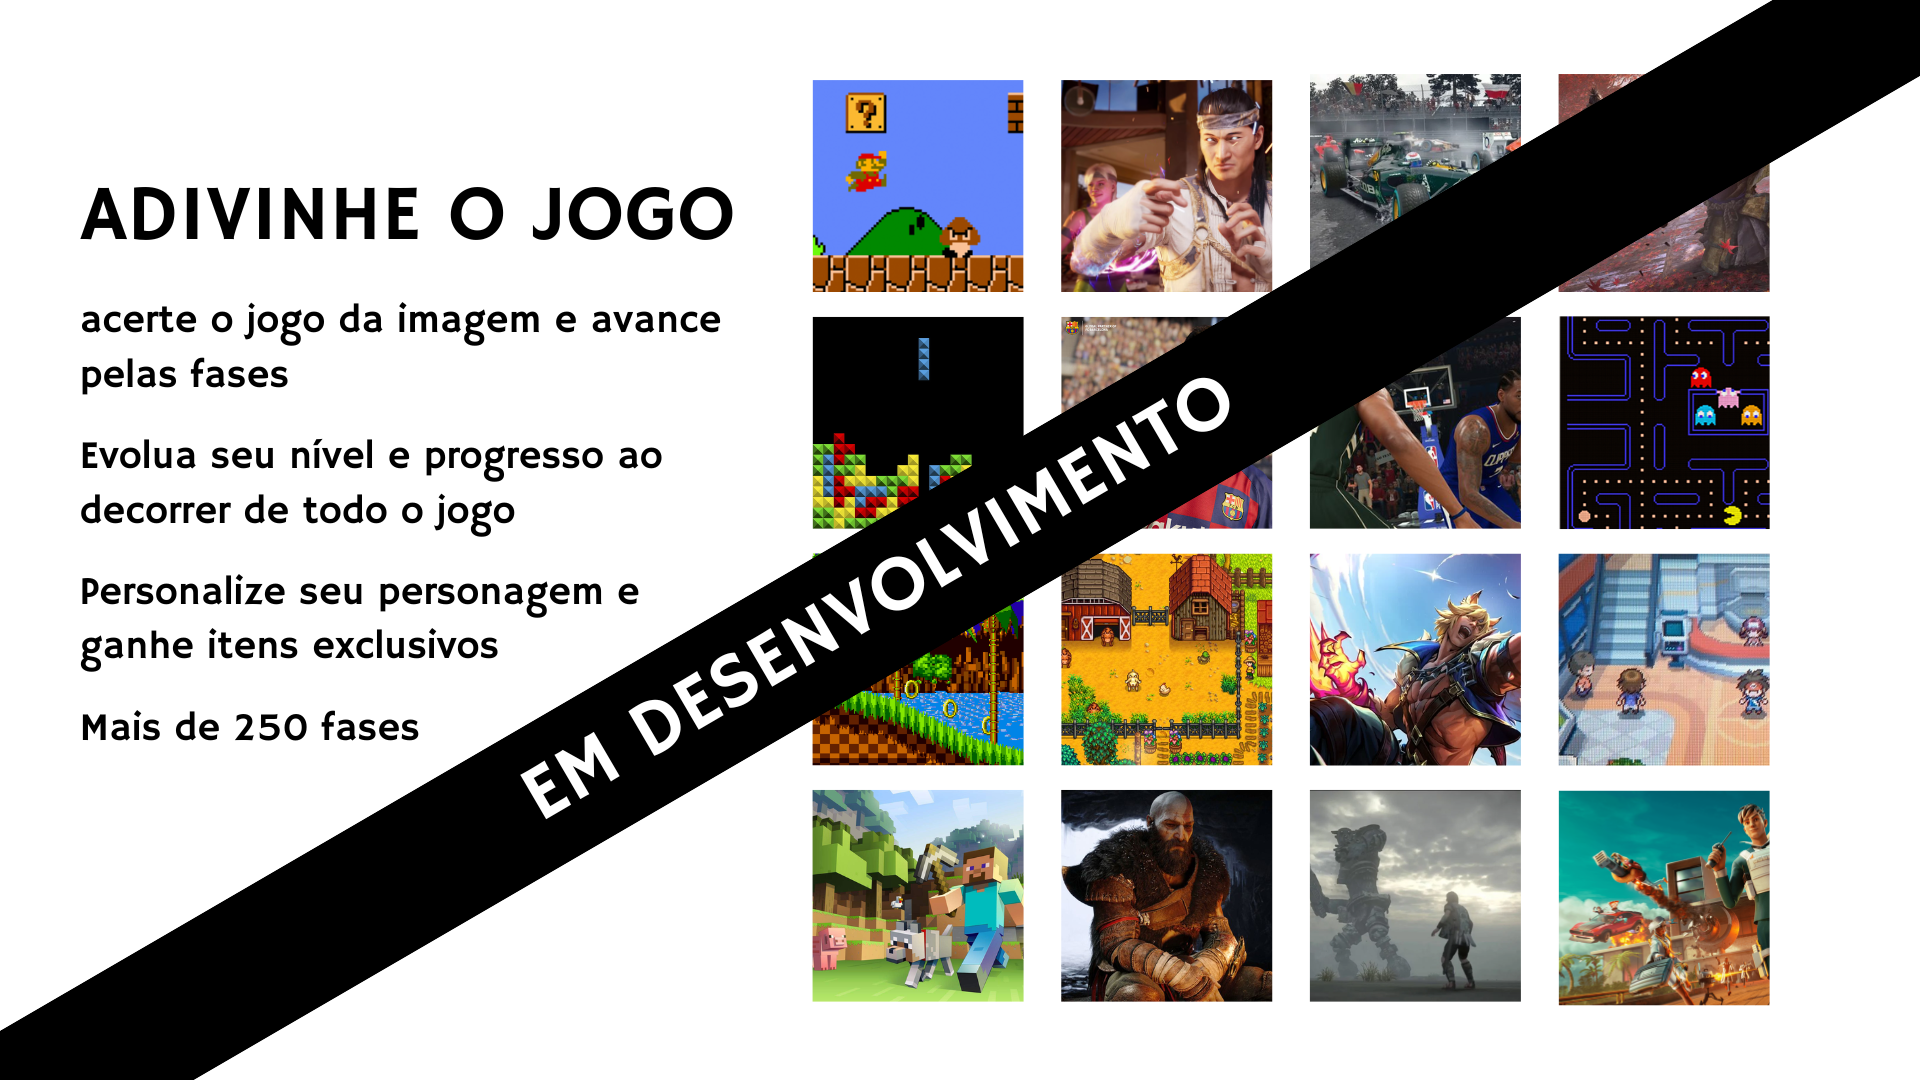 ADIVINHE O JOGO
acerte o jogo da imagem e avance
pelas fases
Evolua seu nível e progresso ao
decorrer de todo o jogo
Personalize seu personagem e
ganhe itens exclusivos
Mais de 250 fases
EM DESENVOLVIMENTO